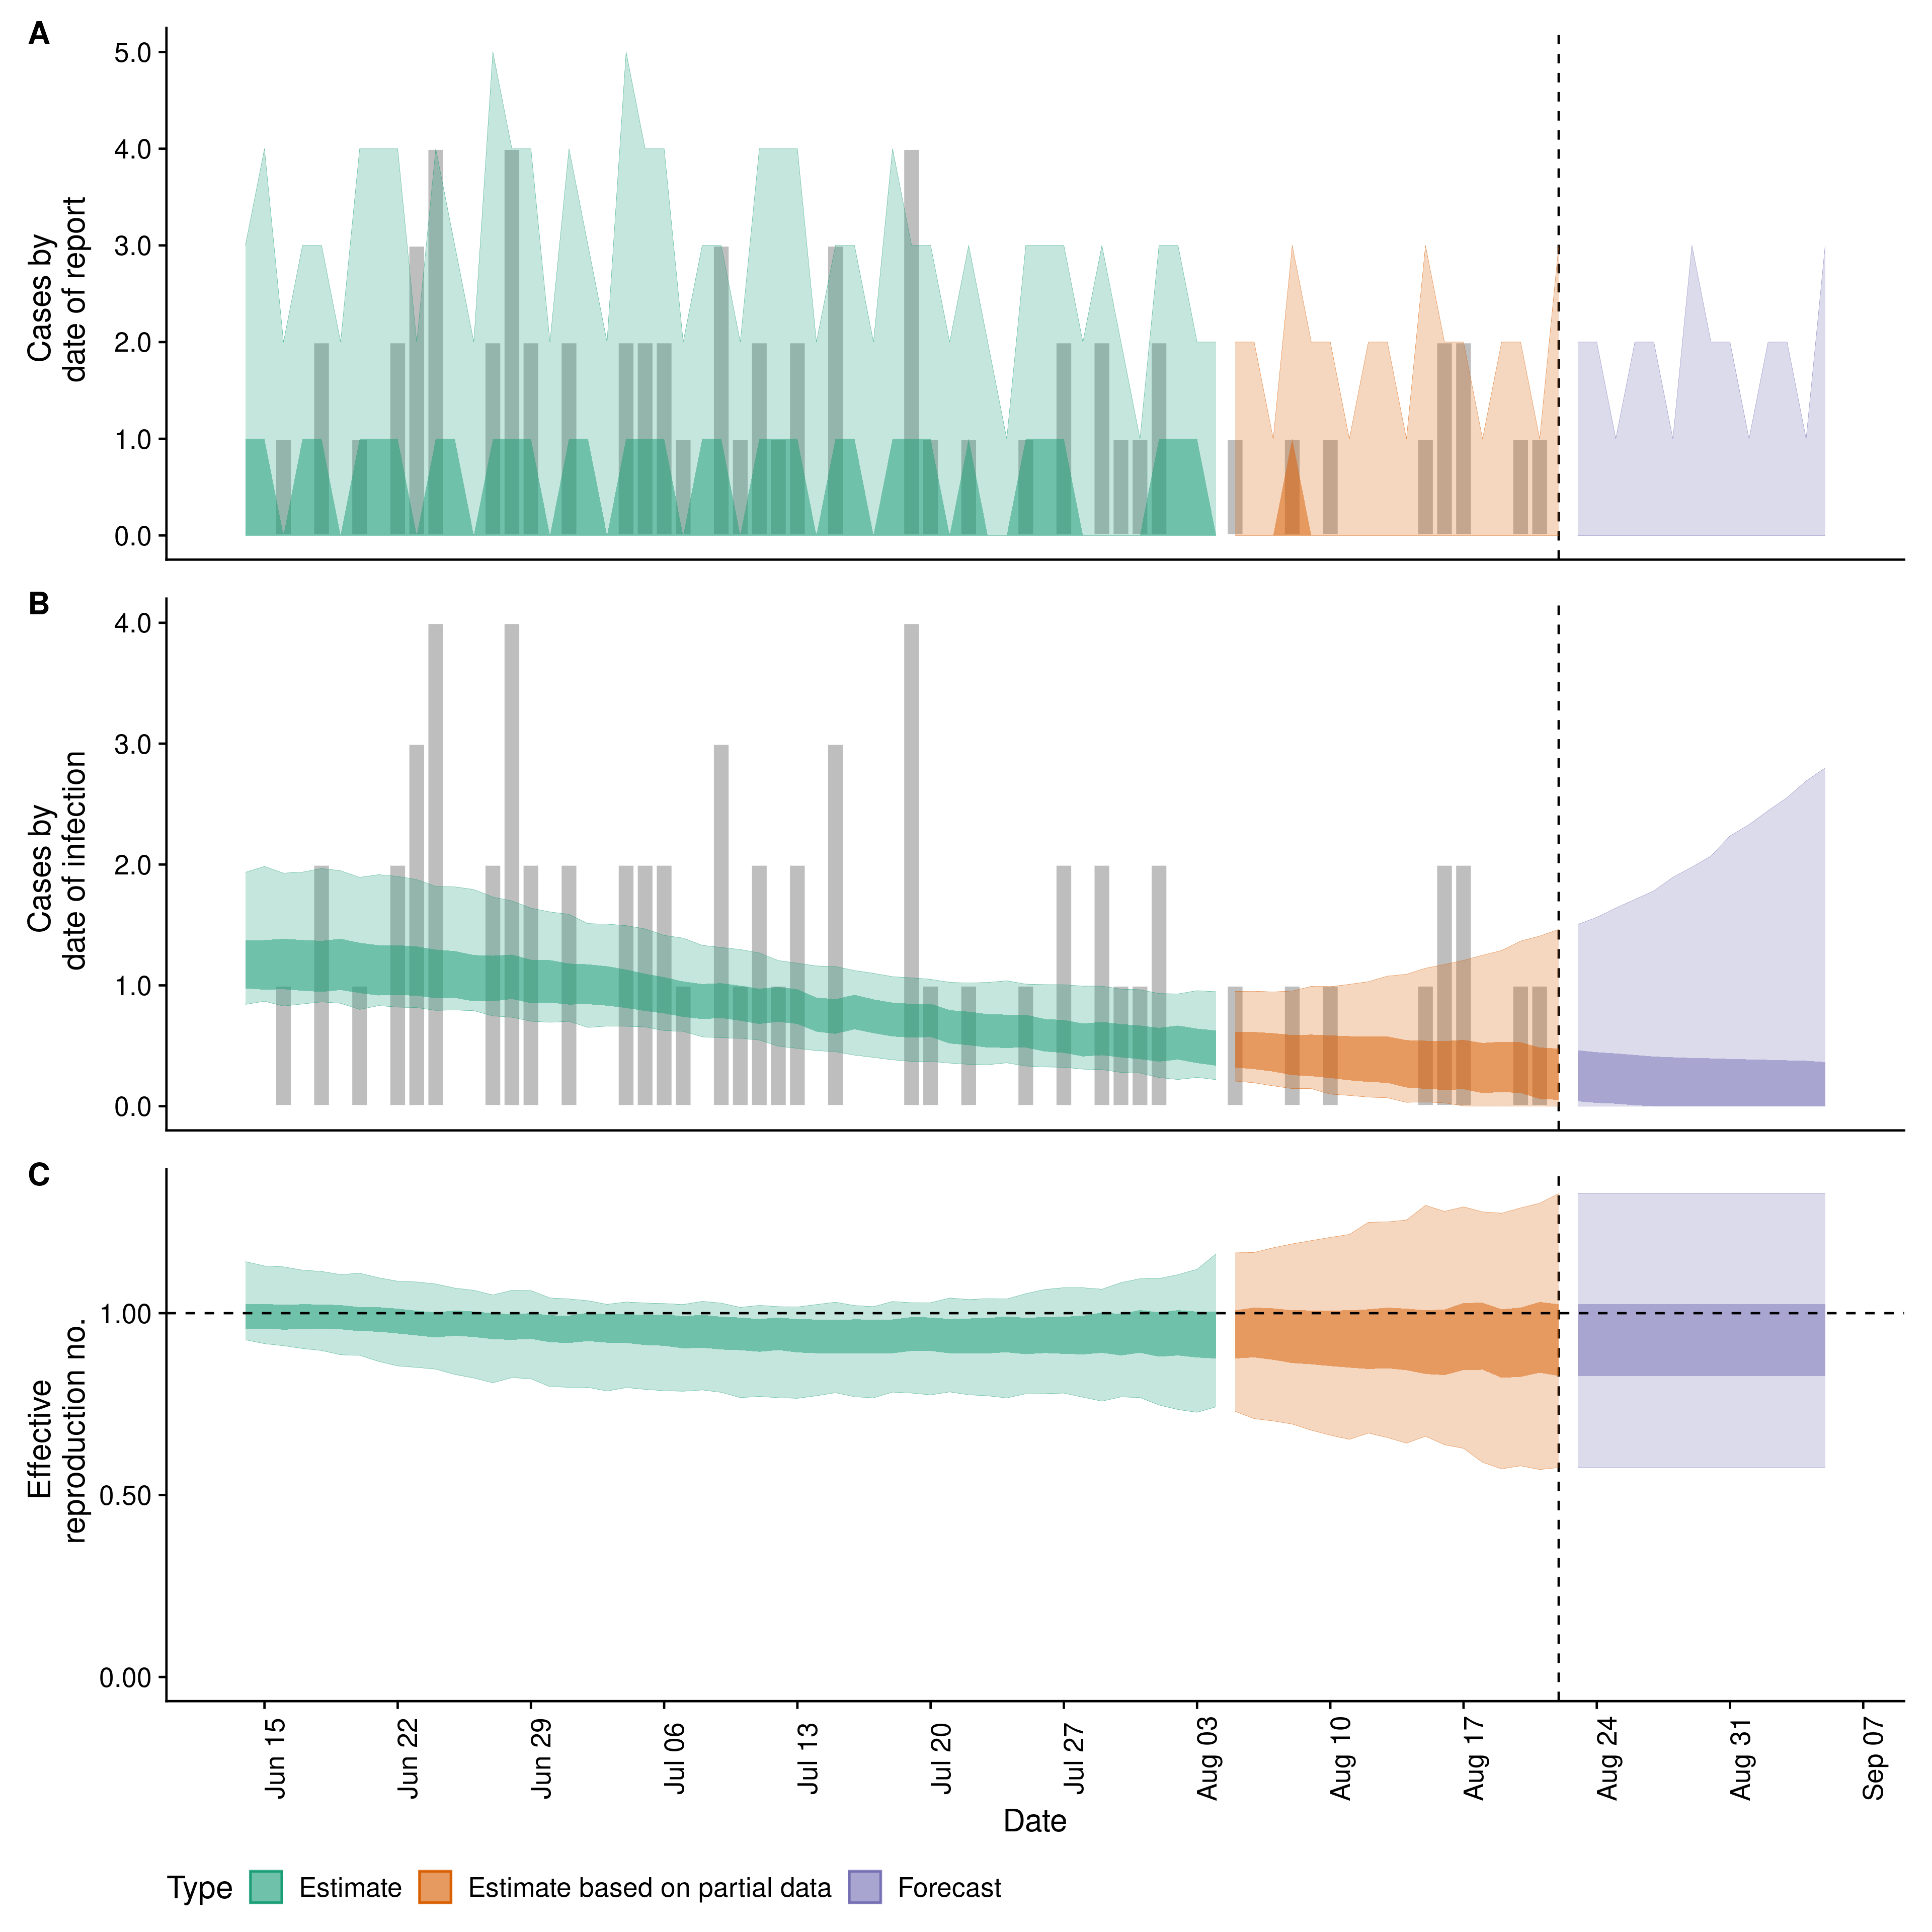 A
5.0
4.0
3.0
2.0
1.0
0.0
Cases by
date of report
B
4.0
3.0
2.0
1.0
0.0
Cases by
date of infection
C
1.00
0.50
0.00
Effective
reproduction no.
Jun 15
Jun 22
Jun 29
Jul 06
Jul 13
Jul 20
Jul 27
Aug 03
Aug 10
Aug 17
Aug 24
Aug 31
Sep 07
Date
Type
Estimate
Estimate based on partial data
Forecast